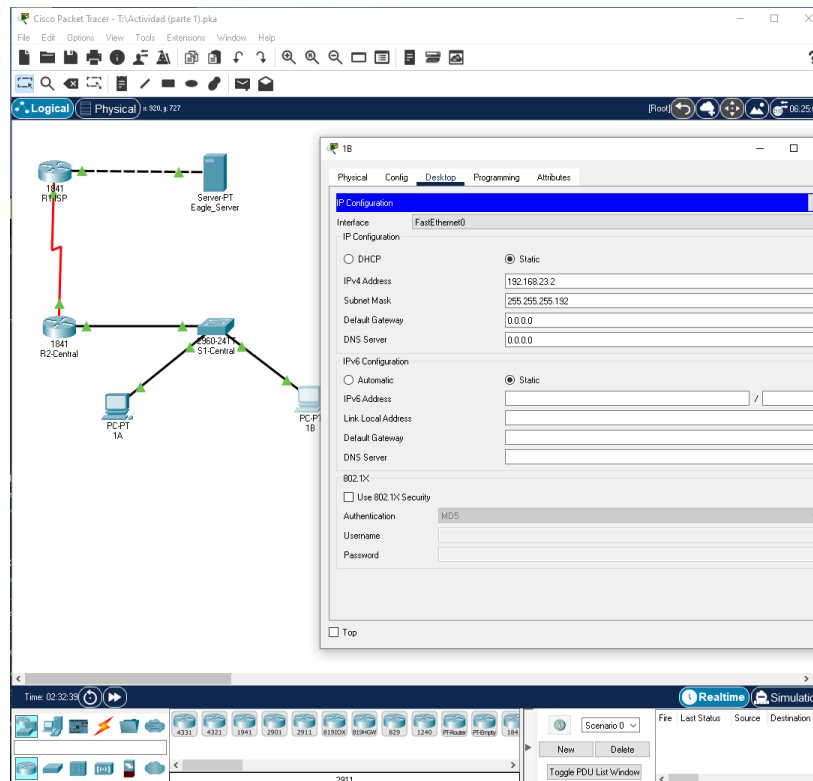 Cisco Packet Tracer - T:\Actividad (parte 1).pka
File Edit Options View Tools Extensions Window Help
Logical Physical x: 920, y: 727 [Root] 06:25:
1841
R1-ISP
Server-PT
Eagle_Server
1841
R2-Central
2960-24TT
S1-Central
PC-PT
1A
PC-PT
1B
1B
Physical Config Desktop Programming Attributes
IP Configuration
Interface FastEthernet0
IP Configuration
DHCP Static
IPv4 Address 192.168.23.2
Subnet Mask 255.255.255.192
Default Gateway 0.0.0.0
DNS Server 0.0.0.0
IPv6 Configuration
Automatic Static
IPv6 Address /
Link Local Address
Default Gateway
DNS Server
802.1X
Use 802.1X Security
Authentication MD5
Username
Password
Top
Time: 02:32:39 Realtime Simulatio
4331 4321 1941 2901 2911 819IOX 819HGW 829 1240 PT-Router PT-Empty 184
Scenario 0 Fire Last Status Source Destination
New Delete
Toggle PDU List Window
2911